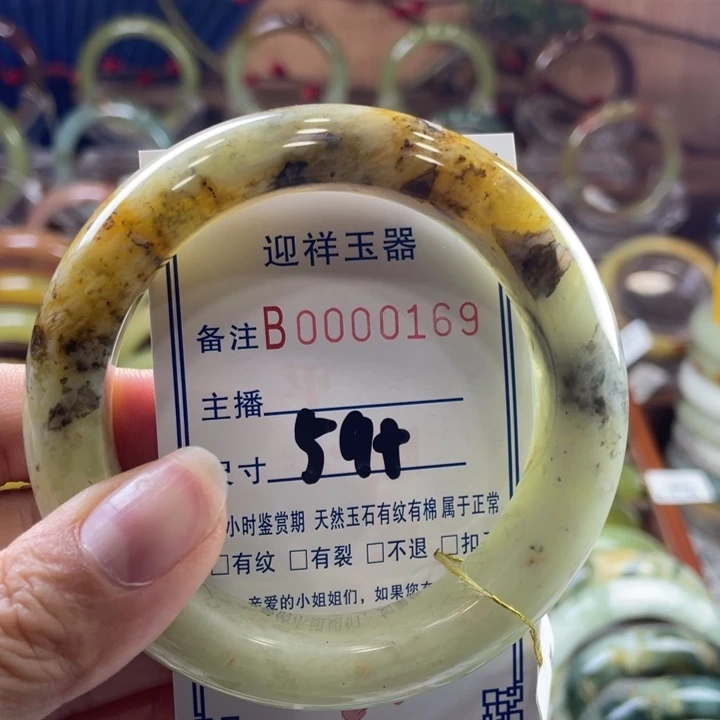 迎祥玉器
备注B0000169
主播
尺寸 59+
小时鉴赏期 天然玉石有纹有棉 属于正常
□有纹 □有裂 □不退 □扣
亲爱的小姐姐们，如果您